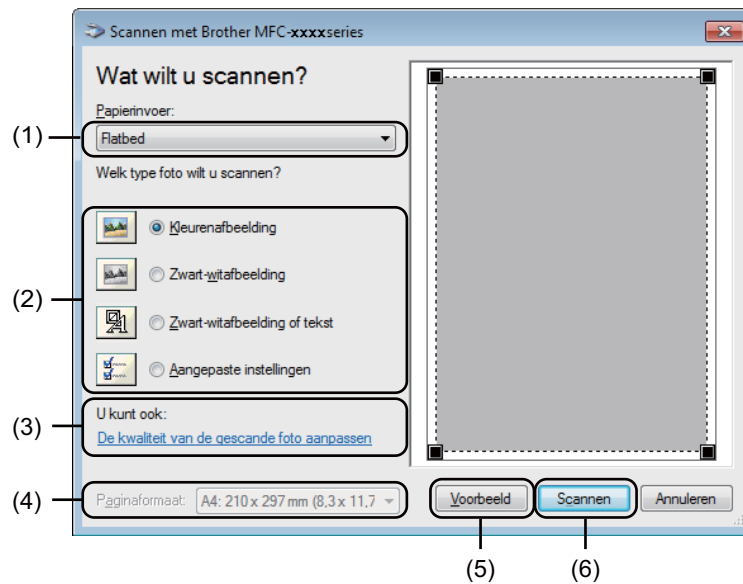 Scannen met Brother MFC-xxxxseries
Wat wilt u scannen?
Papierinvoer:
(1)
Flatbed
Welk type foto wilt u scannen?
(2)
Kleurenafbeelding
Zwart-witafbeelding
Zwart-witafbeelding of tekst
Aangepaste instellingen
(3)
U kunt ook:
De kwaliteit van de gescande foto aanpassen
(4)
Paginaformaat: A4: 210 x 297 mm (8,3 x 11,7
Voorbeeld
Scannen
Annuleren
(5)
(6)